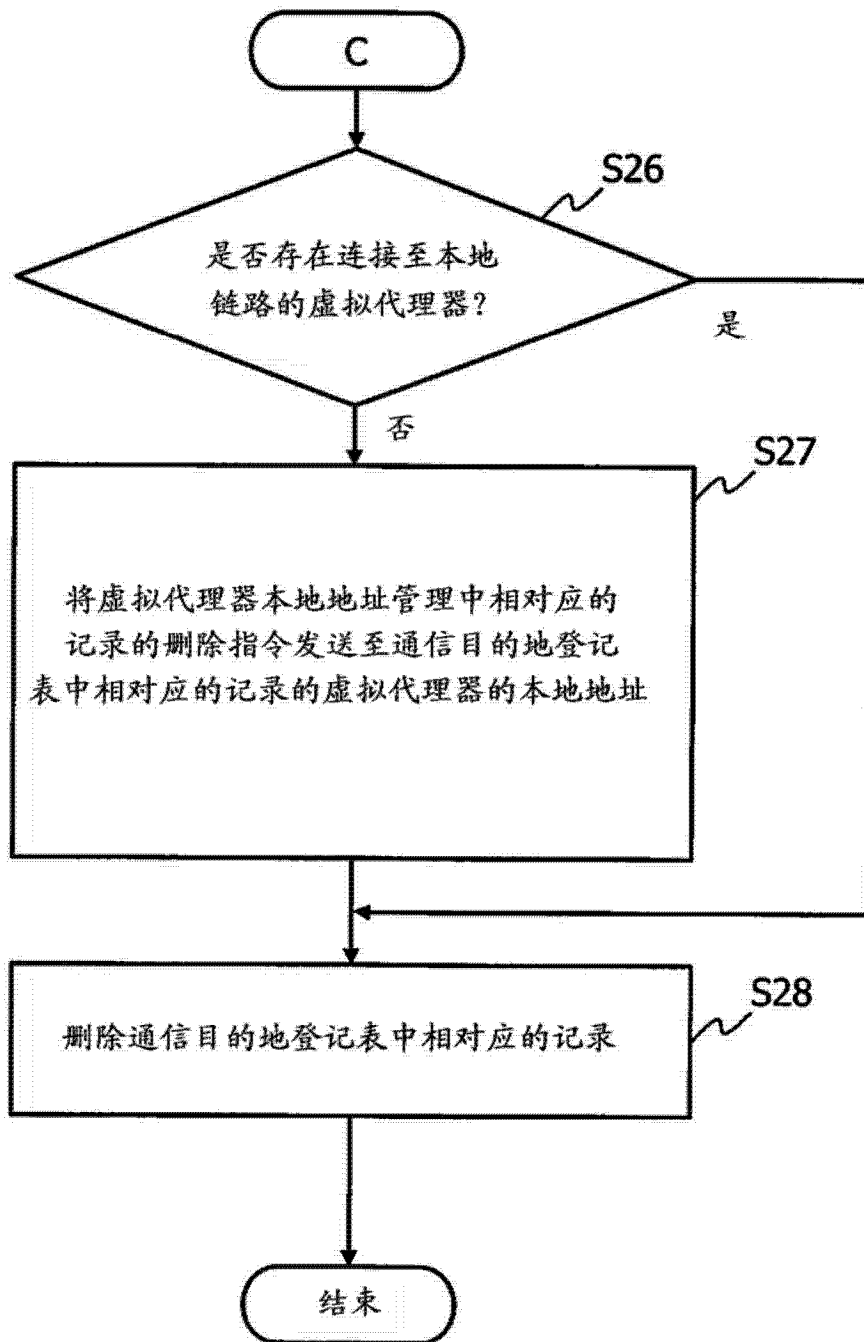 C
S26
是否存在连接至本地
链路的虚拟代理器?
是
否
S27
将虚拟代理器本地地址管理中相对应的
记录的删除指令发送至通信目的地登记
表中相对应的记录的虚拟代理器的本地地址
S28
删除通信目的地登记表中相对应的记录
结束